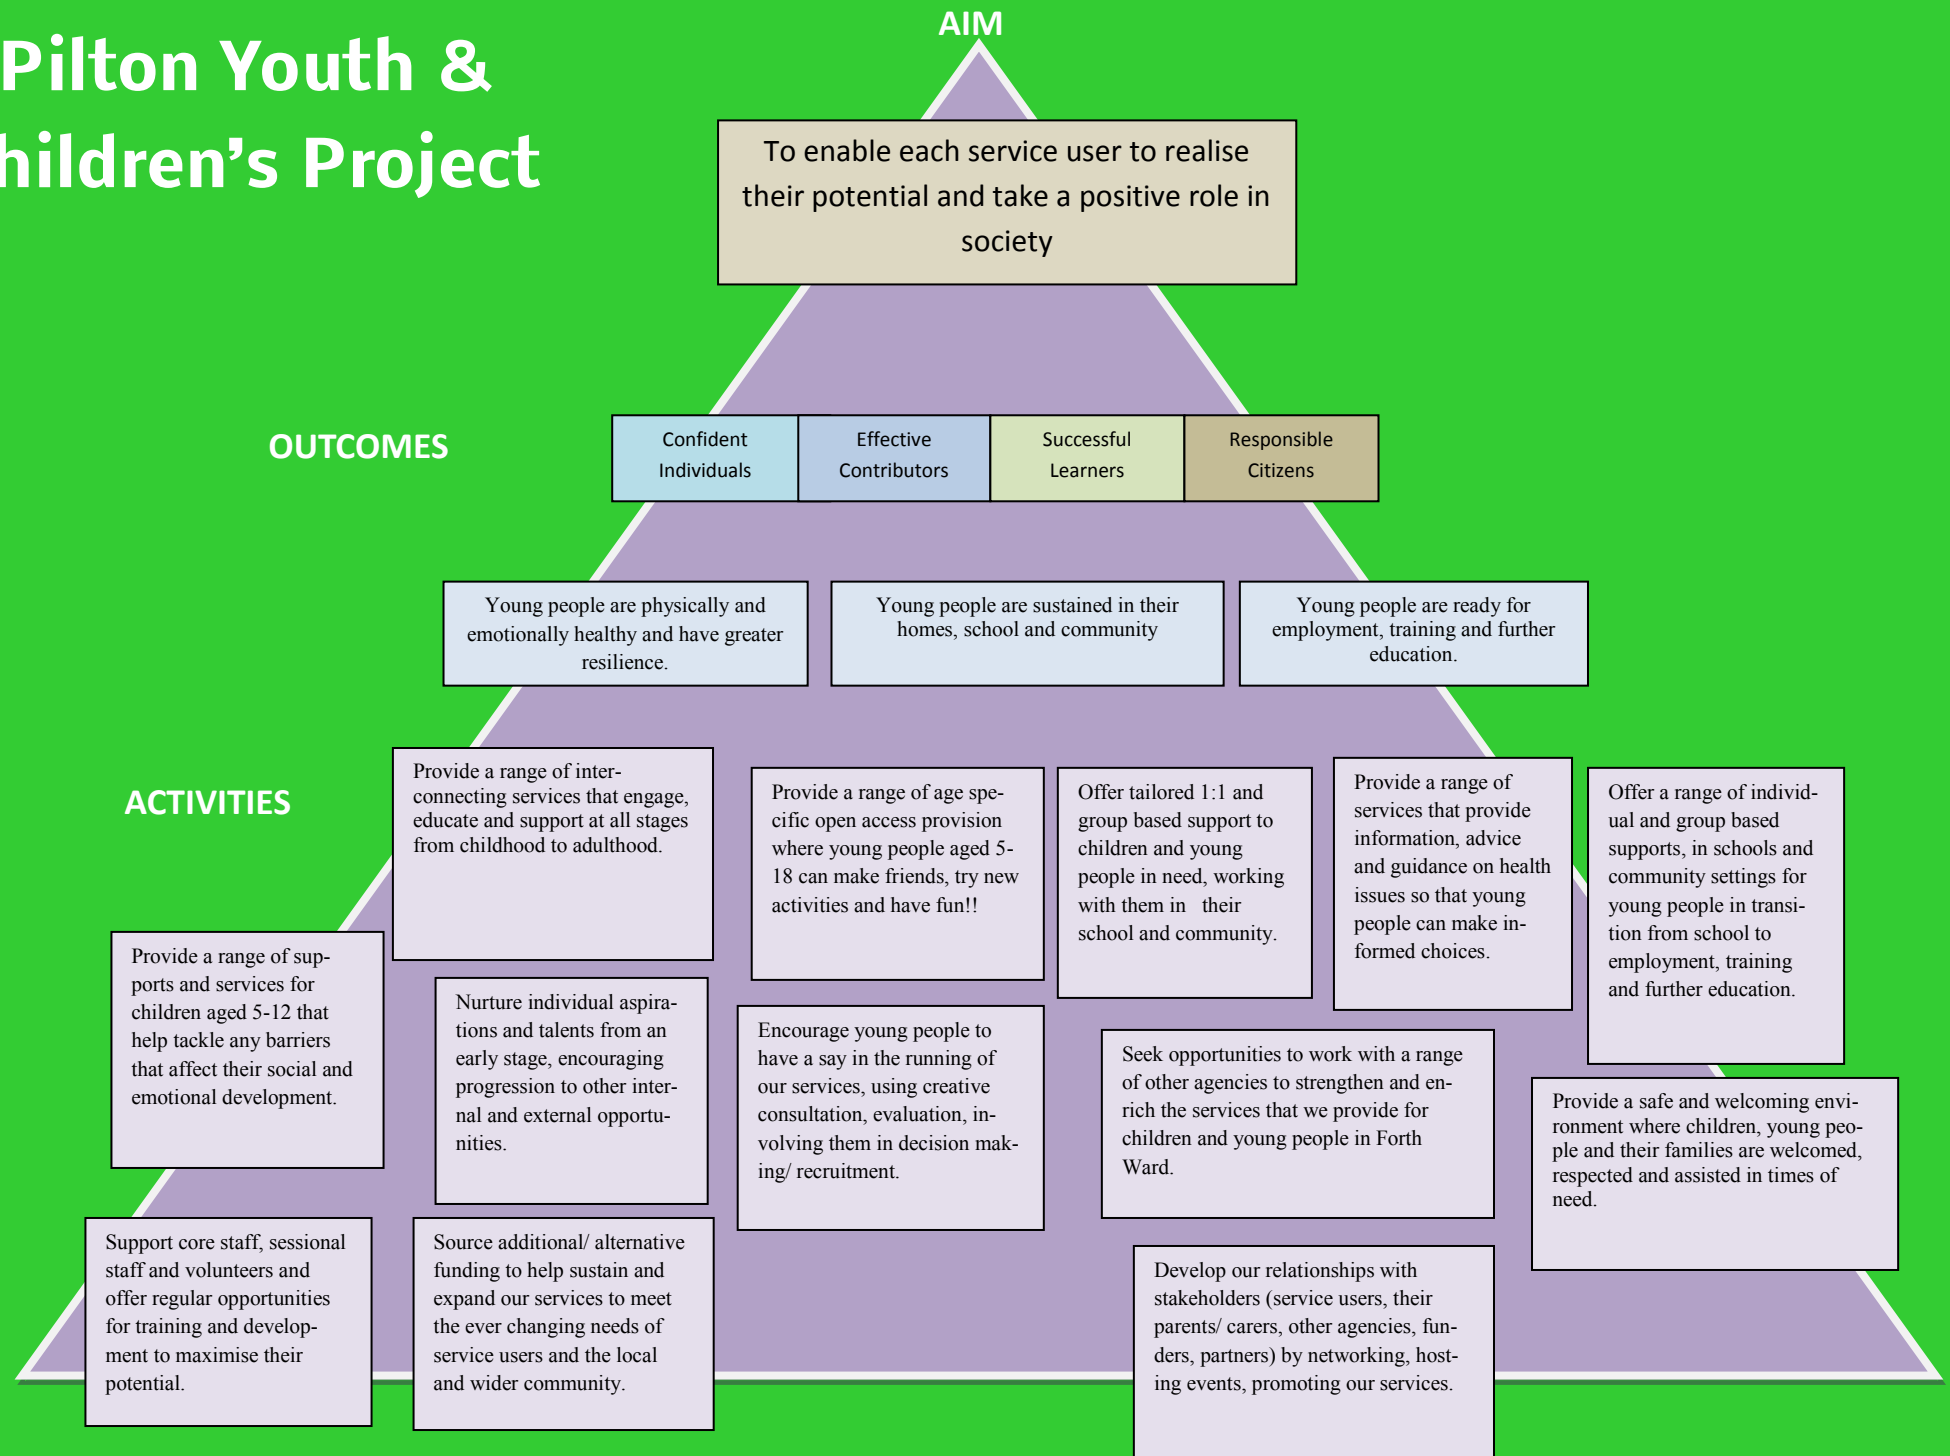 Pilton Youth &
hildren's Project
AIM
To enable each service user to realise
their potential and take a positive role in
society
OUTCOMES
Confident
Individuals
Effective
Contributors
Successful
Learners
Responsible
Citizens
Young people are physically and
emotionally healthy and have greater
resilience.
Young people are sustained in their
homes, school and community
Young people are ready for
employment, training and further
education.
ACTIVITIES
Provide a range of inter-
connecting services that engage,
educate and support at all stages
from childhood to adulthood.
Provide a range of age spe-
cific open access provision
where young people aged 5-
18 can make friends, try new
activities and have fun!!
Offer tailored 1:1 and
group based support to
children and young
people in need, working
with them in their
school and community.
Provide a range of
services that provide
information, advice
and guidance on health
issues so that young
people can make in-
formed choices.
Offer a range of individ-
ual and group based
supports, in schools and
community settings for
young people in transi-
tion from school to
employment, training
and further education.
Provide a range of sup-
ports and services for
children aged 5-12 that
help tackle any barriers
that affect their social and
emotional development.
Nurture individual aspira-
tions and talents from an
early stage, encouraging
progression to other inter-
nal and external opportu-
nities.
Encourage young people to
have a say in the running of
our services, using creative
consultation, evaluation, in-
volving them in decision mak-
ing/ recruitment.
Seek opportunities to work with a range
of other agencies to strengthen and en-
rich the services that we provide for
children and young people in Forth
Ward.
Provide a safe and welcoming envi-
ronment where children, young peo-
ple and their families are welcomed,
respected and assisted in times of
need.
Support core staff, sessional
staff and volunteers and
offer regular opportunities
for training and develop-
ment to maximise their
potential.
Source additional/ alternative
funding to help sustain and
expand our services to meet
the ever changing needs of
service users and the local
and wider community.
Develop our relationships with
stakeholders (service users, their
parents/ carers, other agencies, fun-
ders, partners) by networking, host-
ing events, promoting our services.